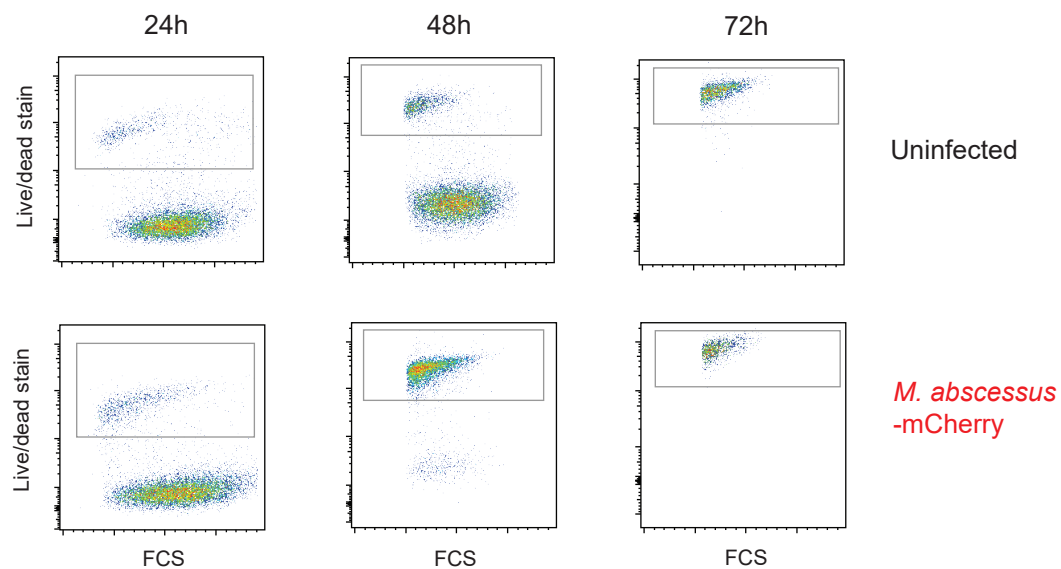 24h
48h
72h
Live/dead stain
Uninfected
Live/dead stain
M. abscessus
-mCherry
FCS
FCS
FCS